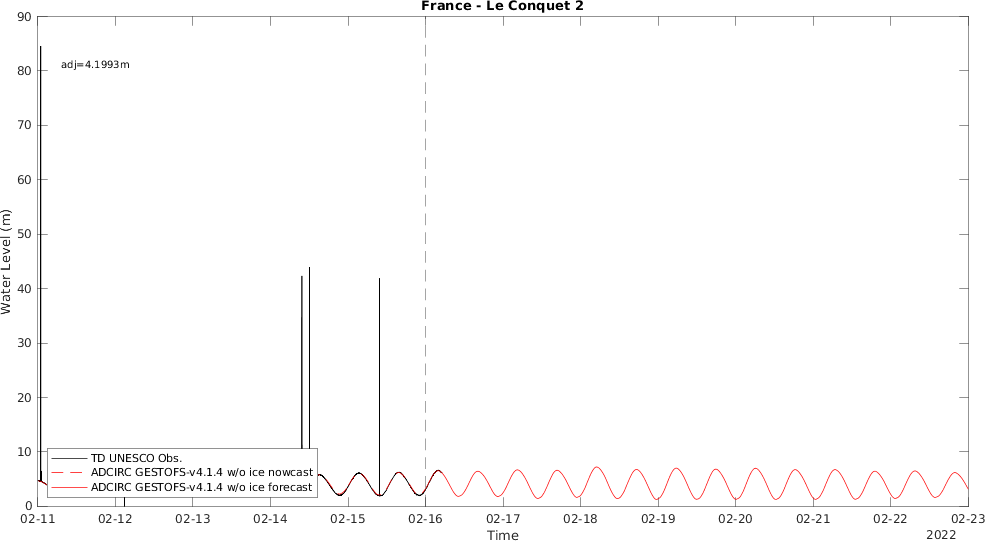 France - Le Conquet 2
90
adj=4.1993m
80
70
60
50
40
30
20
10
0
Water Level (m)
TD UNESCO Obs.
ADCIRC GESTOFS-v4.1.4 w/o ice nowcast
ADCIRC GESTOFS-v4.1.4 w/o ice forecast
02-11 02-12 02-13 02-14 02-15 02-16 02-17 02-18 02-19 02-20 02-21 02-22 02-23
Time
2022